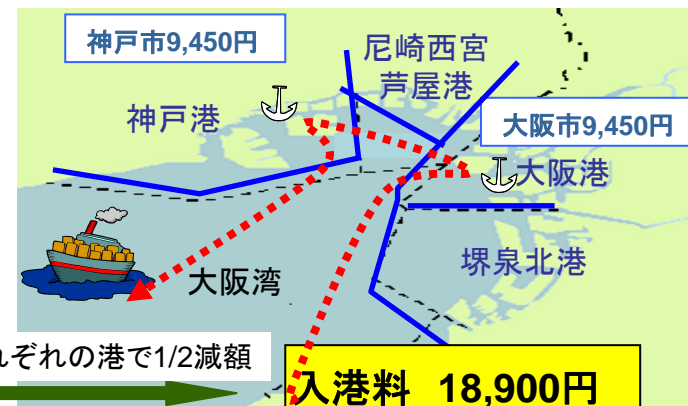 神戸市9,450円
尼崎西宮
芦屋港
神戸港
大阪市9,450円
大阪港
堺泉北港
大阪湾
れぞれの港で1/2減額
入港料 18,900円